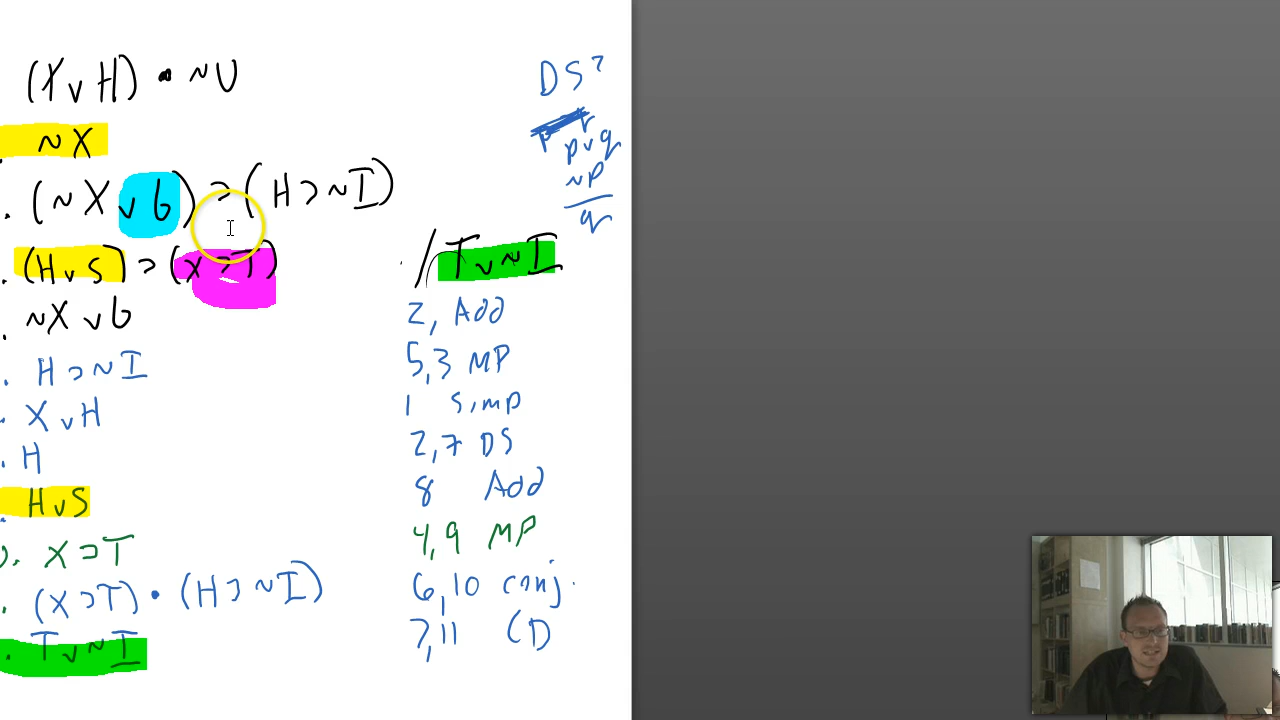 (X v H) • ~U
~X
. (~X v G) ⊃ (H ⊃ ~I)
. (H v S) ⊃ (X ⊃ T) / T v ~I
. ~X v G 2, Add
. H ⊃ ~I 5,3 MP
. X v H 1 Simp
. H 2,7 DS
. H v S 8 Add
0. X ⊃ T 4,9 MP
. (X ⊃ T) • (H ⊃ ~I) 6,10 conj.
. T v ~I 7,11 CD
DS?
p v q
~p
q